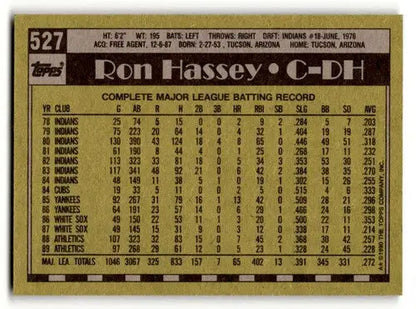 527
HT: 6'2" WT: 195 BATS: LEFT THROWS: RIGHT DRFT: INDIANS #18-JUNE, 1976
ACQ: FREE AGENT, 12-8-87 BORN: 2-27-53, TUCSON, ARIZONA HOME: TUCSON, ARIZONA
TOPPS
Ron Hassey • C-DH
COMPLETE MAJOR LEAGUE BATTING RECORD
YR CLUB G AB R H 2B 3B HR RBI SB SLG BB SO AVG
78 INDIANS 25 74 5 15 0 0 2 9 2 .284 5 7 .203
79 INDIANS 75 223 20 64 14 0 4 32 1 .404 19 19 .287
80 INDIANS 130 390 43 124 18 4 8 65 0 .446 49 51 .318
81 INDIANS 61 190 8 44 4 0 1 25 0 .268 17 11 .232
82 INDIANS 113 323 33 81 18 0 5 34 3 .353 53 .251
83 INDIANS 117 341 48 92 21 0 6 42 2 .384 38 35 .270
84 INDIANS 48 149 11 38 5 1 0 19 1 .302 15 26 .255
84 CUBS 19 33 5 11 0 0 2 5 0 .515 4 6 .333
85 YANKEES 92 267 31 79 16 1 13 42 0 .509 28 21 .296
86 YANKEES 64 191 23 57 14 0 6 29 1 .466 24 16 .298
86 WHITE SOX 49 150 22 53 11 1 3 20 0 .500 22 11 .353
87 WHITE SOX 49 145 15 31 9 0 3 12 0 .338 17 11 .214
88 ATHLETICS 107 323 32 83 15 0 7 45 2 .368 30 42 .257
89 ATHLETICS 97 268 29 61 12 0 5 23 1 .328 24 45 .228
MAJ. LEA. TOTALS 1046 325 833 157 7 65 402 13 .391 345 331 .272
A* © 1990 THE TOPPS COMPANY, INC.